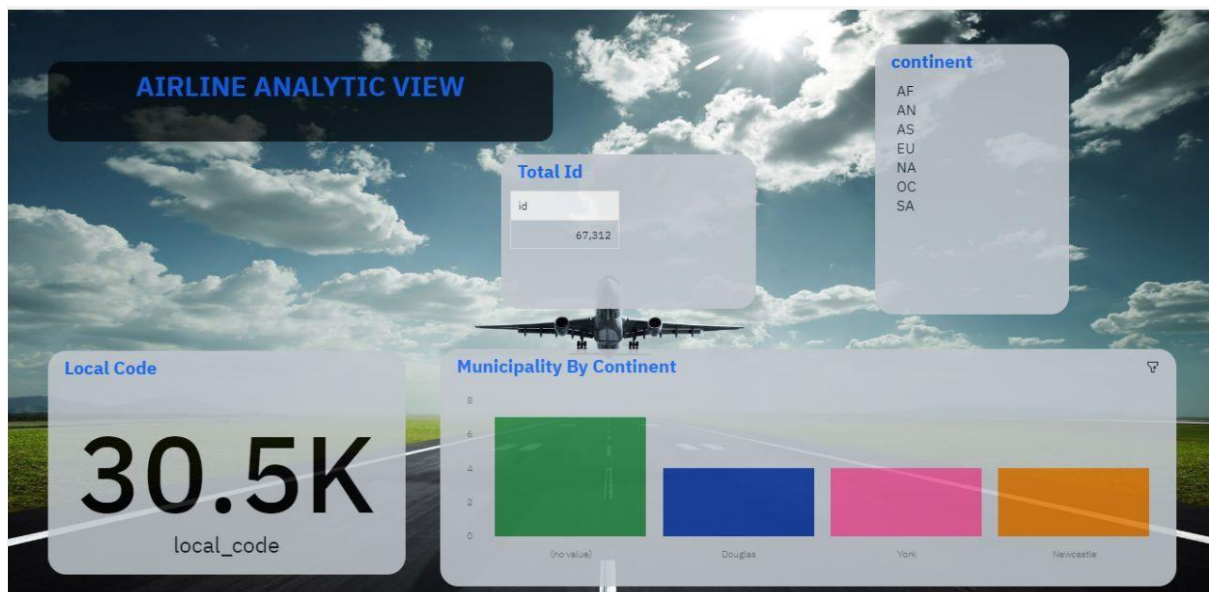 AIRLINE ANALYTIC VIEW
continent
AF
AN
AS
EU
NA
OC
SA
Total Id
id
67,312
Local Code
30.5K
local_code
Municipality By Continent
8
6
4
2
0
(no value)
Douglas
York
Newcastle